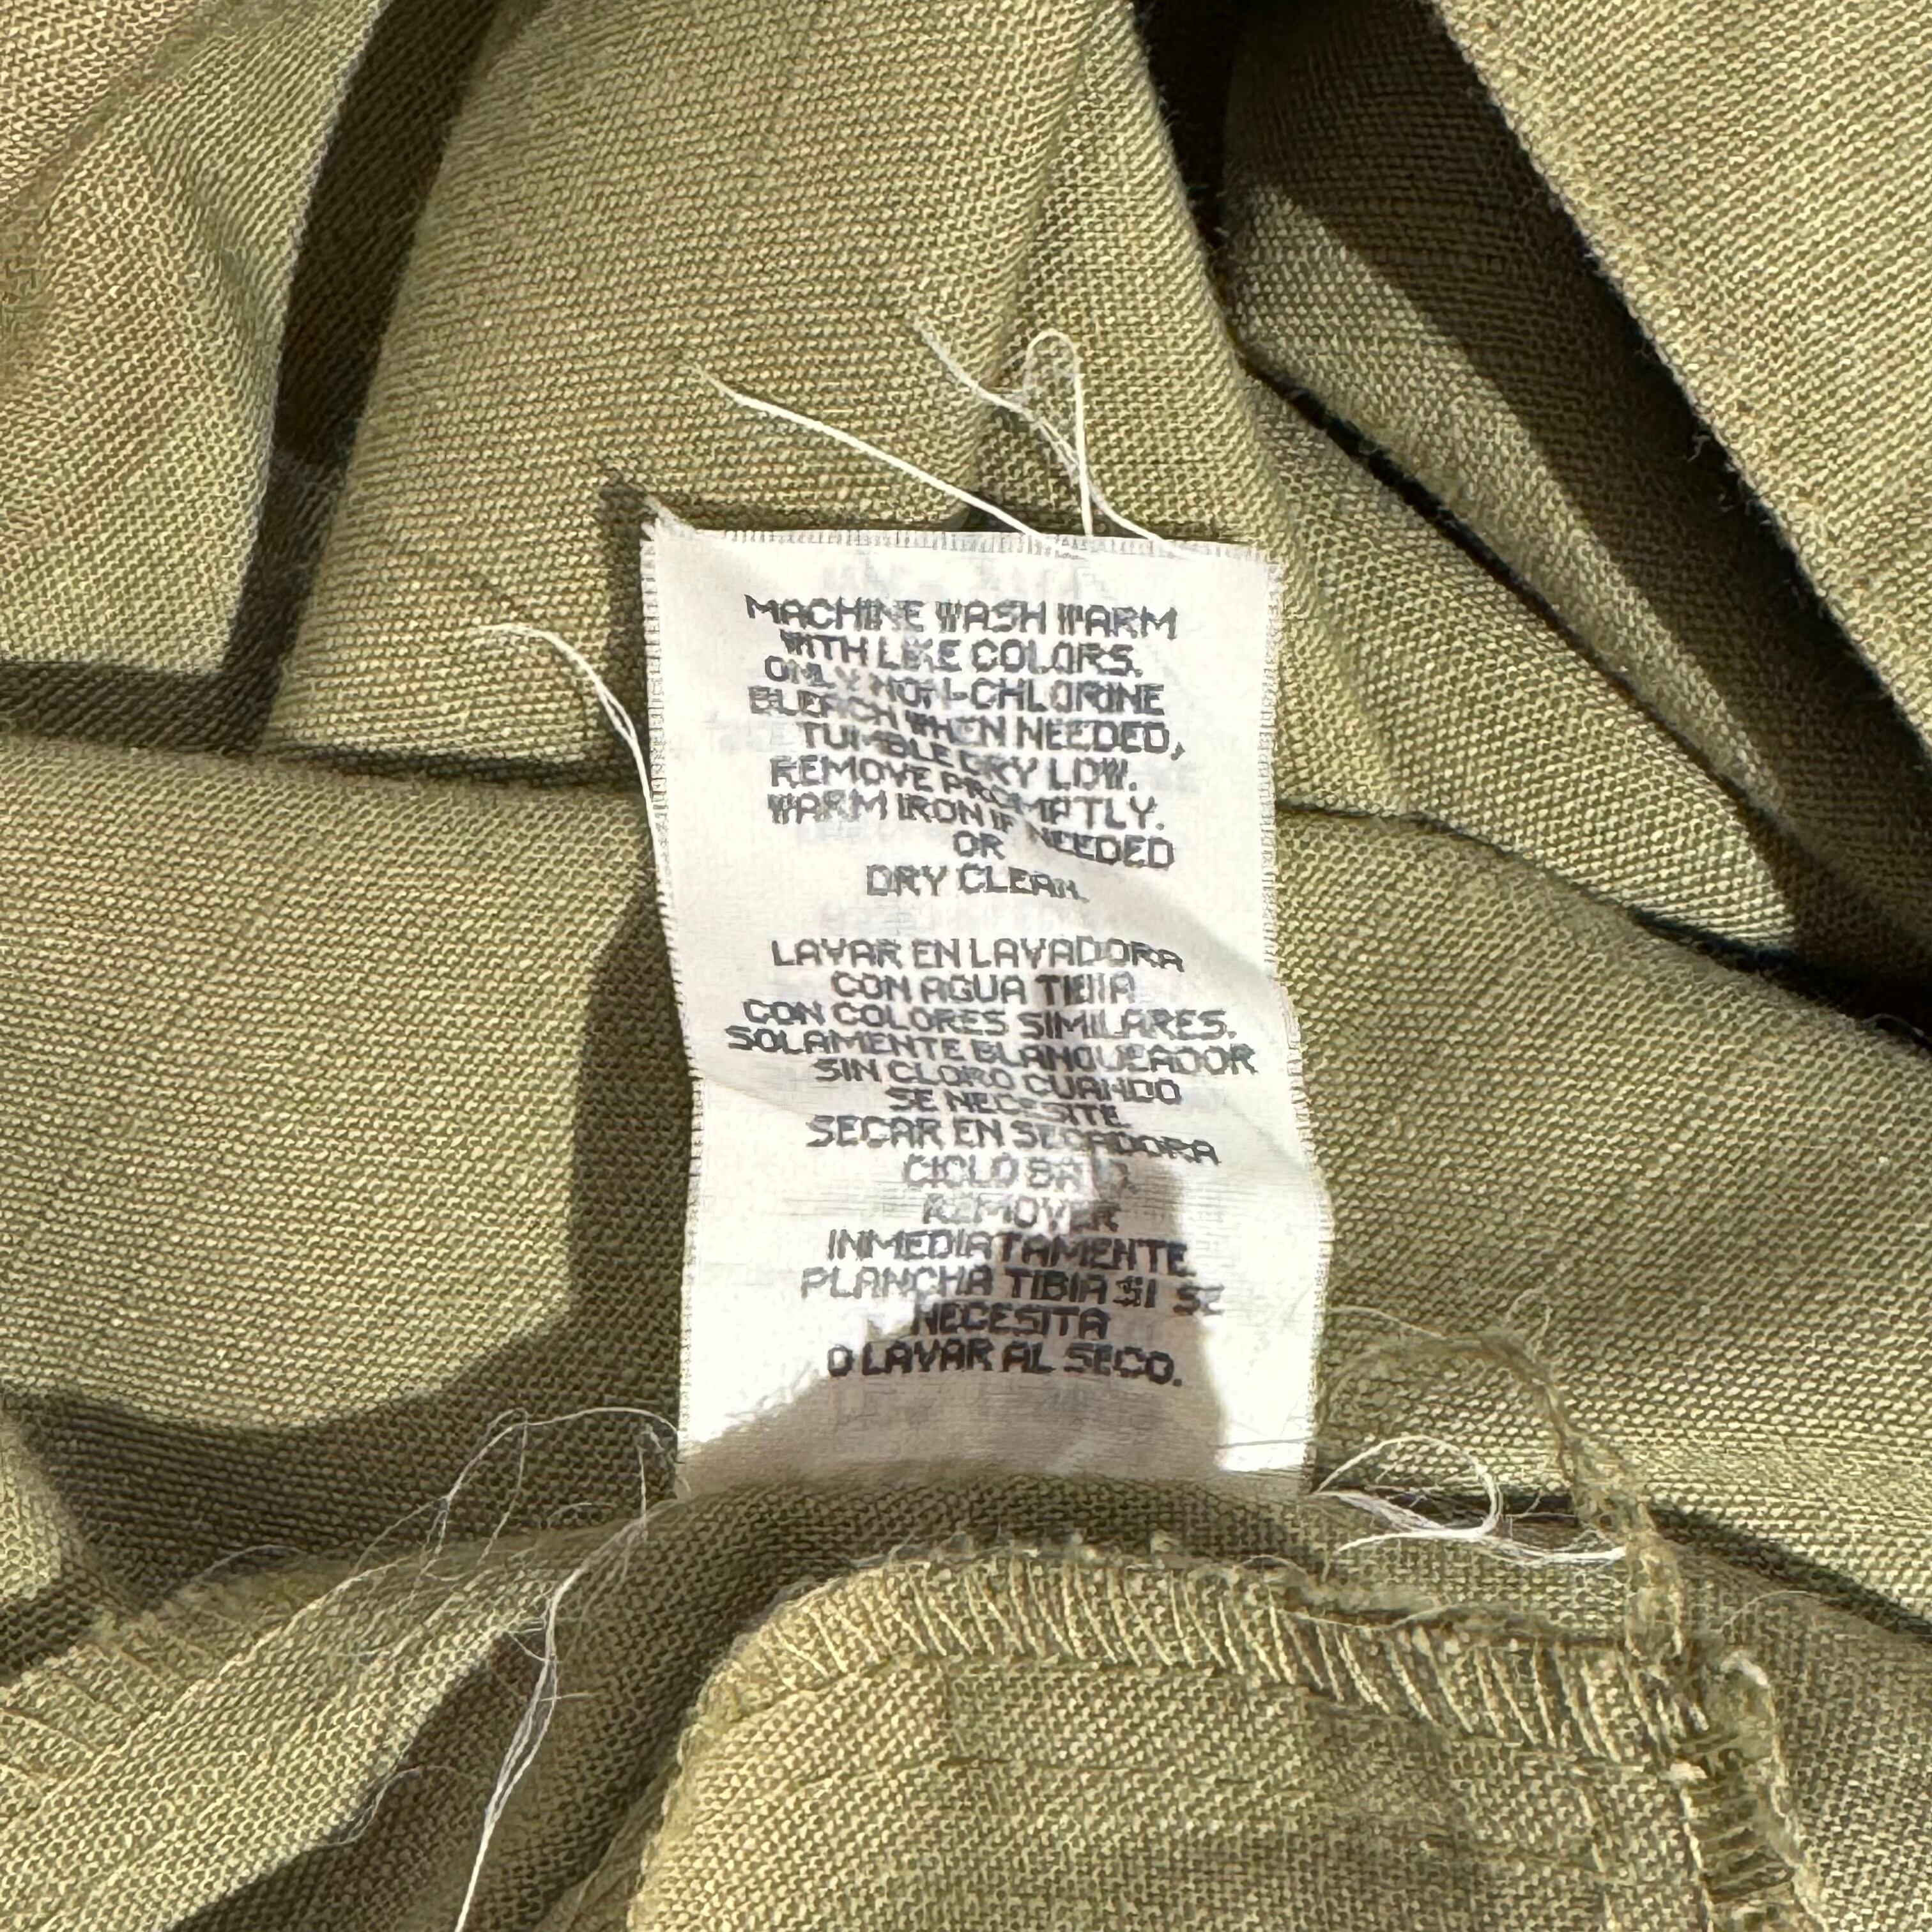 MACHINE WASH WARM
WITH LIKE COLORS.
ONLY NON-CHLORINE
BLEACH WHEN NEEDED,
TUMBLE DRY LOW.
REMOVE PROMPTLY.
WARM IRON IF NEEDED
OR
DRY CLEAN.
LAVAR EN LAVADORA
CON AGUA TIBIA
CON COLORES SIMILARES.
SOLAMENTE BLANQUEADOR
SIN CLORO CUANDO
SE NECESITE
SECAR EN SECADORA
CICLO BAJO.
REMOVER
INMEDIATAMENTE
PLANCHA TIBIA SI SE
NECESITA
O LAVAR AL SECO.